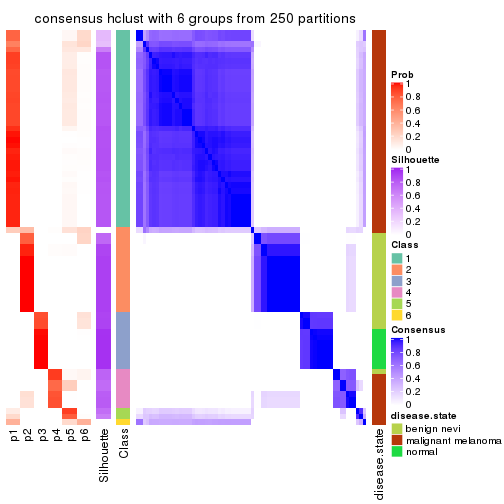 consensus hclust with 6 groups from 250 partitions
Prob
1
0.8
0.6
0.4
0.2
0
Silhouette
1
0.8
0.6
0.4
0.2
0
Class
1
2
3
4
5
6
Consensus
1
0.8
0.6
0.4
0.2
0
disease.state
benign nevi
malignant melanoma
normal
p1
p2
p3
p4
p5
p6
Silhouette
Class
disease.state